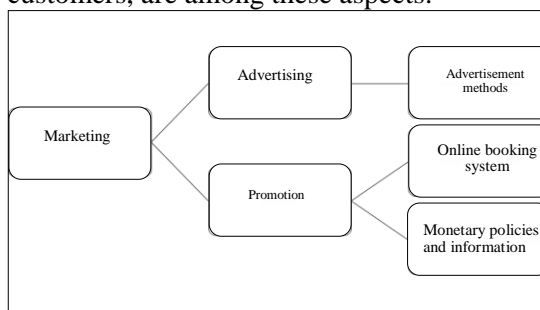 customers, are among these aspects.
Advertising
Advertisement
methods
Marketing
Online booking
system
Promotion
Monetary policies
and information